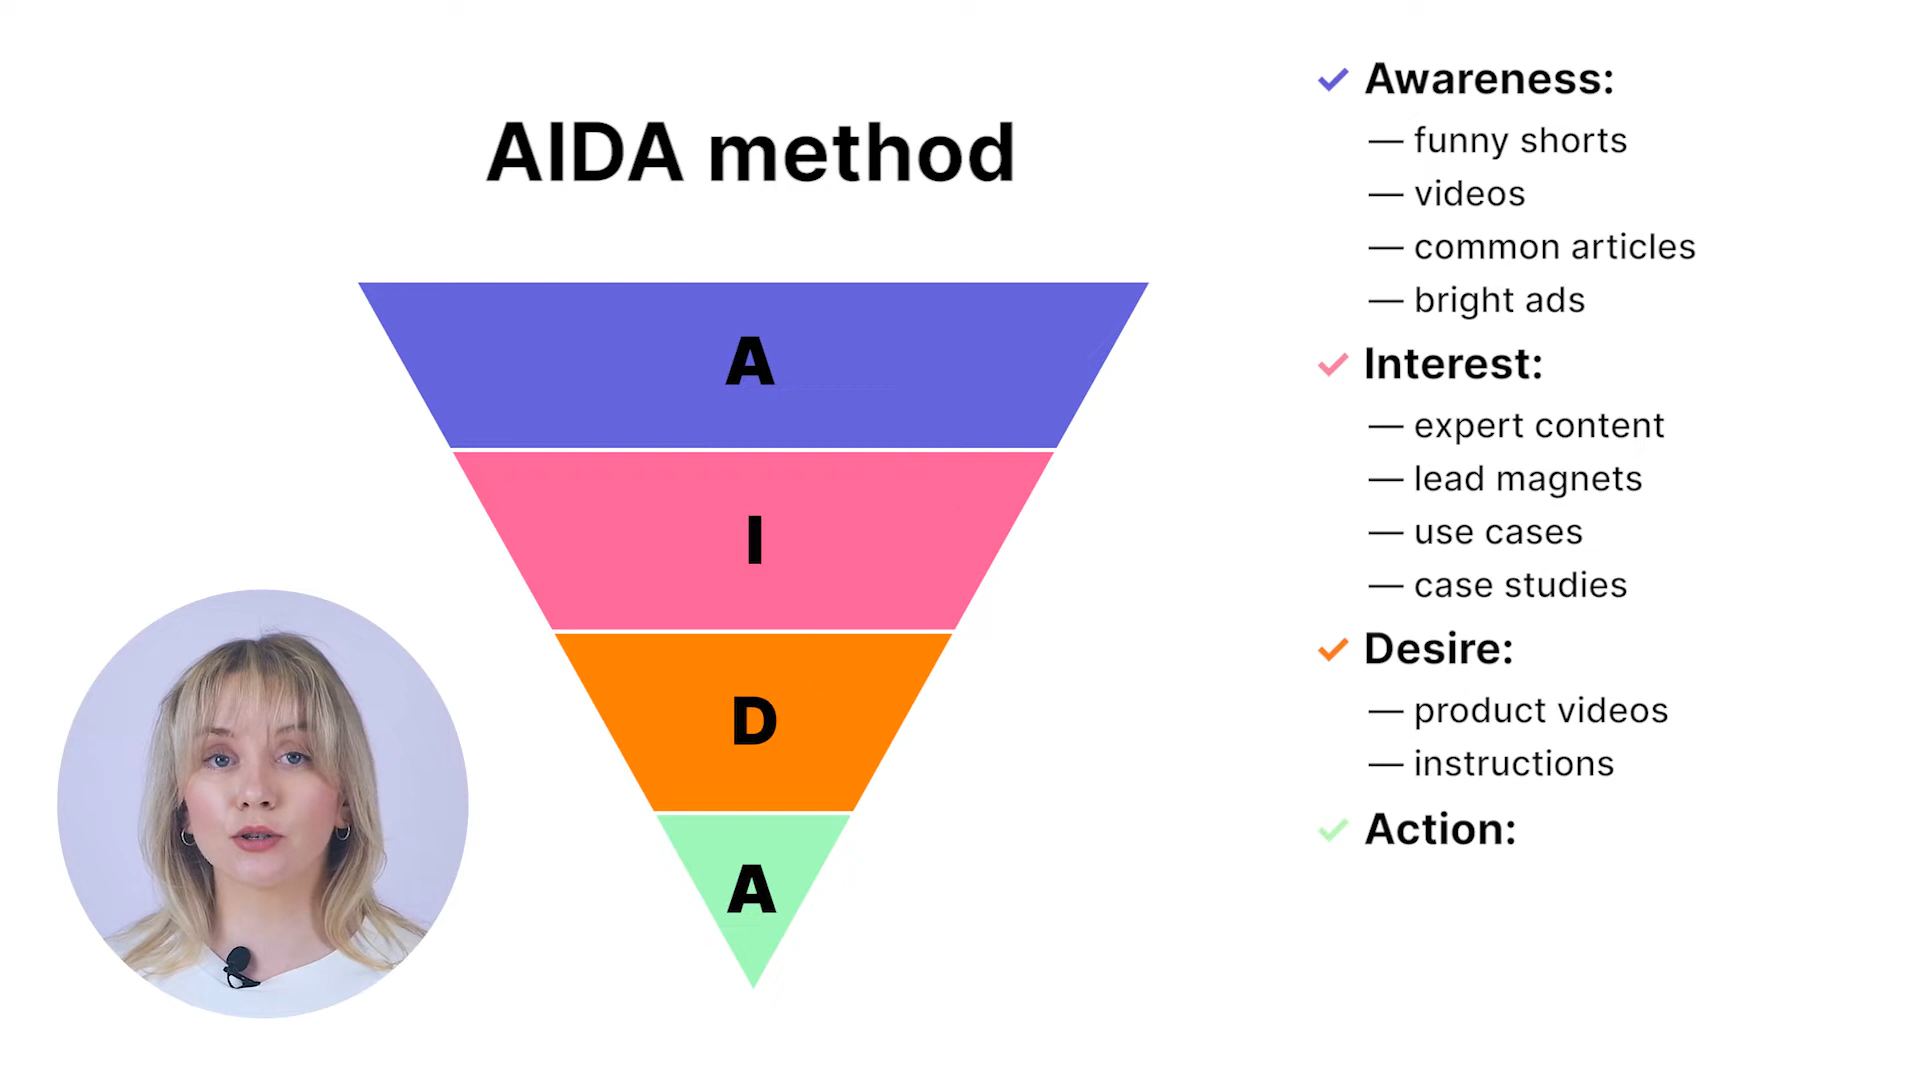 AIDA method
A
I
D
A
Awareness:
— funny shorts
— videos
— common articles
— bright ads
Interest:
— expert content
— lead magnets
— use cases
— case studies
Desire:
— product videos
— instructions
Action: